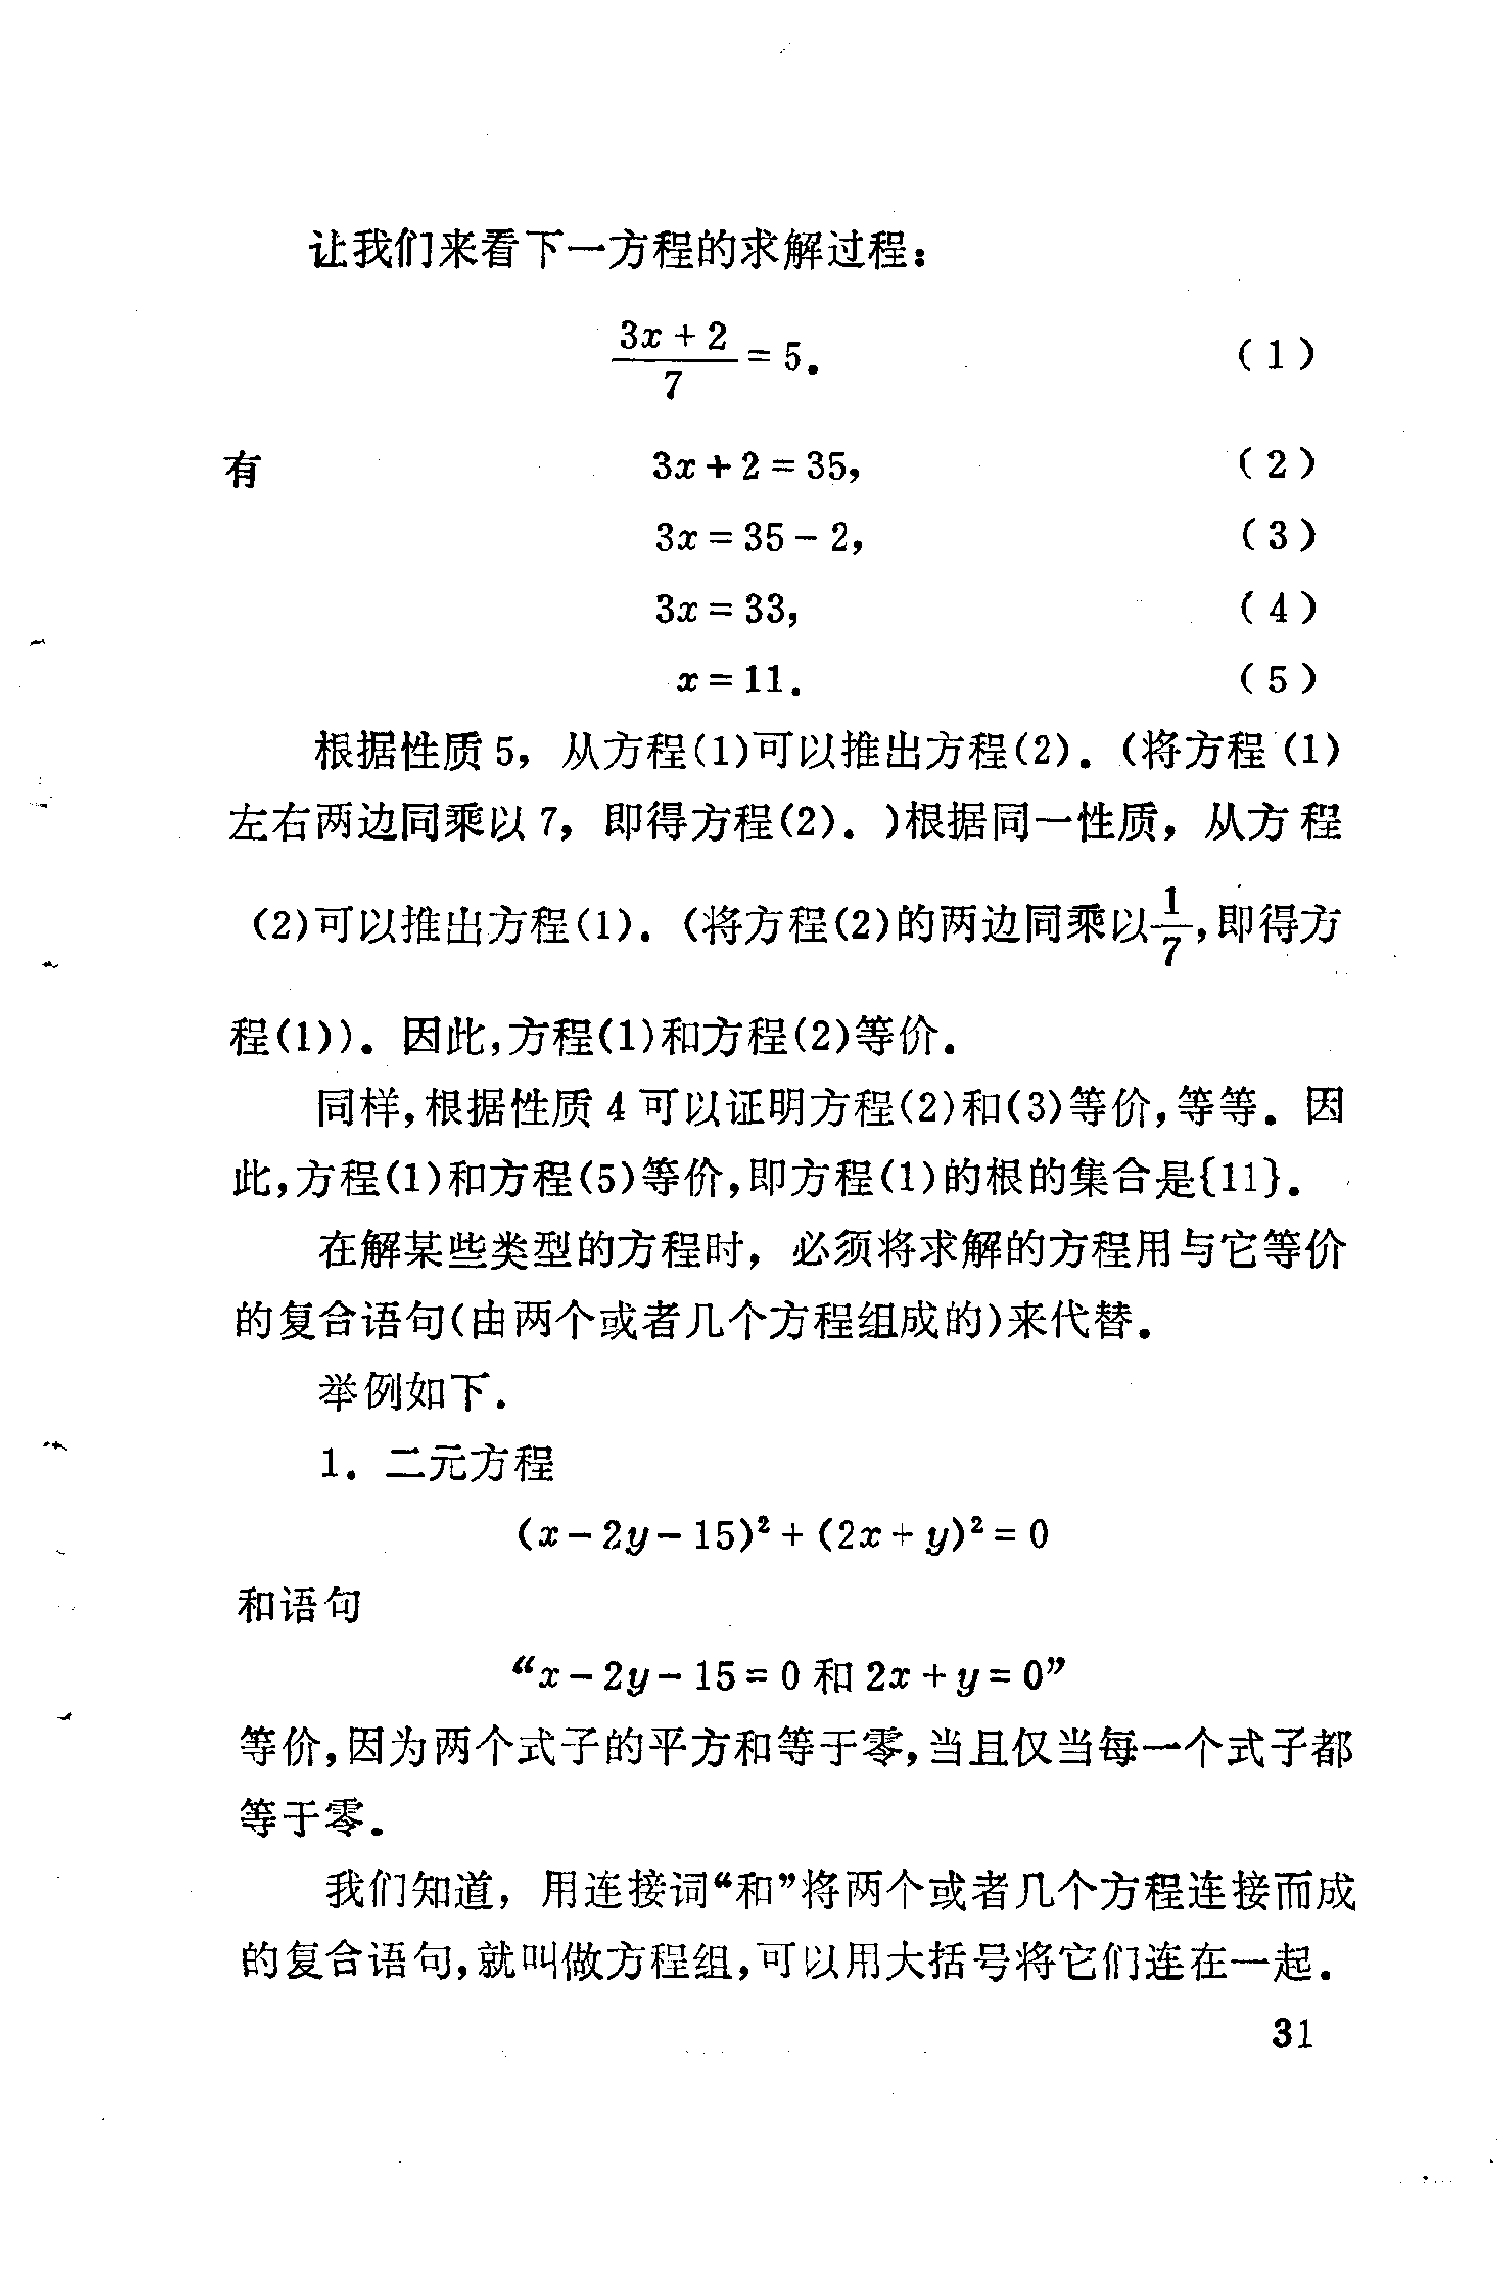 让我们来看下一方程的求解过程：
(3x + 2)/7 = 5. (1)
有 3x + 2 = 35, (2)
3x = 35 - 2, (3)
3x = 33, (4)
x = 11. (5)
根据性质 5，从方程(1)可以推出方程(2)．(将方程 (1)
左右两边同乘以 7，即得方程(2)．)根据同一性质，从方程
(2)可以推出方程(1)．(将方程(2)的两边同乘以1/7，即得方
程(1))．因此，方程(1)和方程(2)等价．
同样，根据性质 4 可以证明方程(2)和(3)等价，等等．因
此，方程(1)和方程(5)等价，即方程(1)的根的集合是{11}．
在解某些类型的方程时，必须将求解的方程用与它等价
的复合语句(由两个或者几个方程组成的)来代替．
举例如下．
1．二元方程
(x - 2y - 15)² + (2x + y)² = 0
和语句
“x - 2y - 15 = 0 和 2x + y = 0”
等价，因为两个式子的平方和等于零，当且仅当每一个式子都
等于零．
我们知道，用连接词“和”将两个或者几个方程连接而成
的复合语句，就叫做方程组，可以用大括号将它们连在一起．
31